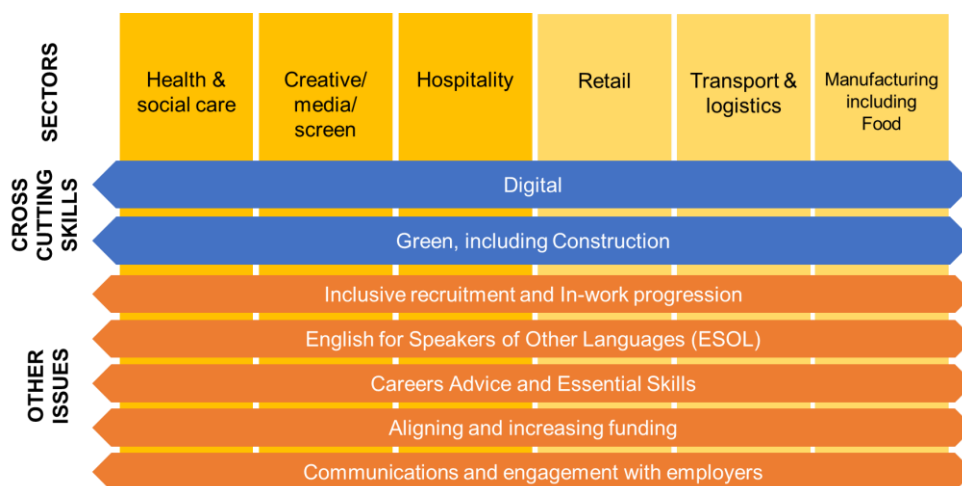 SECTORS
Health &
social care
Creative/
media/
screen
Hospitality
Retail
Transport &
logistics
Manufacturing
including
Food
CROSS
CUTTING
SKILLS
Digital
Green, including Construction
OTHER
ISSUES
Inclusive recruitment and In-work progression
English for Speakers of Other Languages (ESOL)
Careers Advice and Essential Skills
Aligning and increasing funding
Communications and engagement with employers